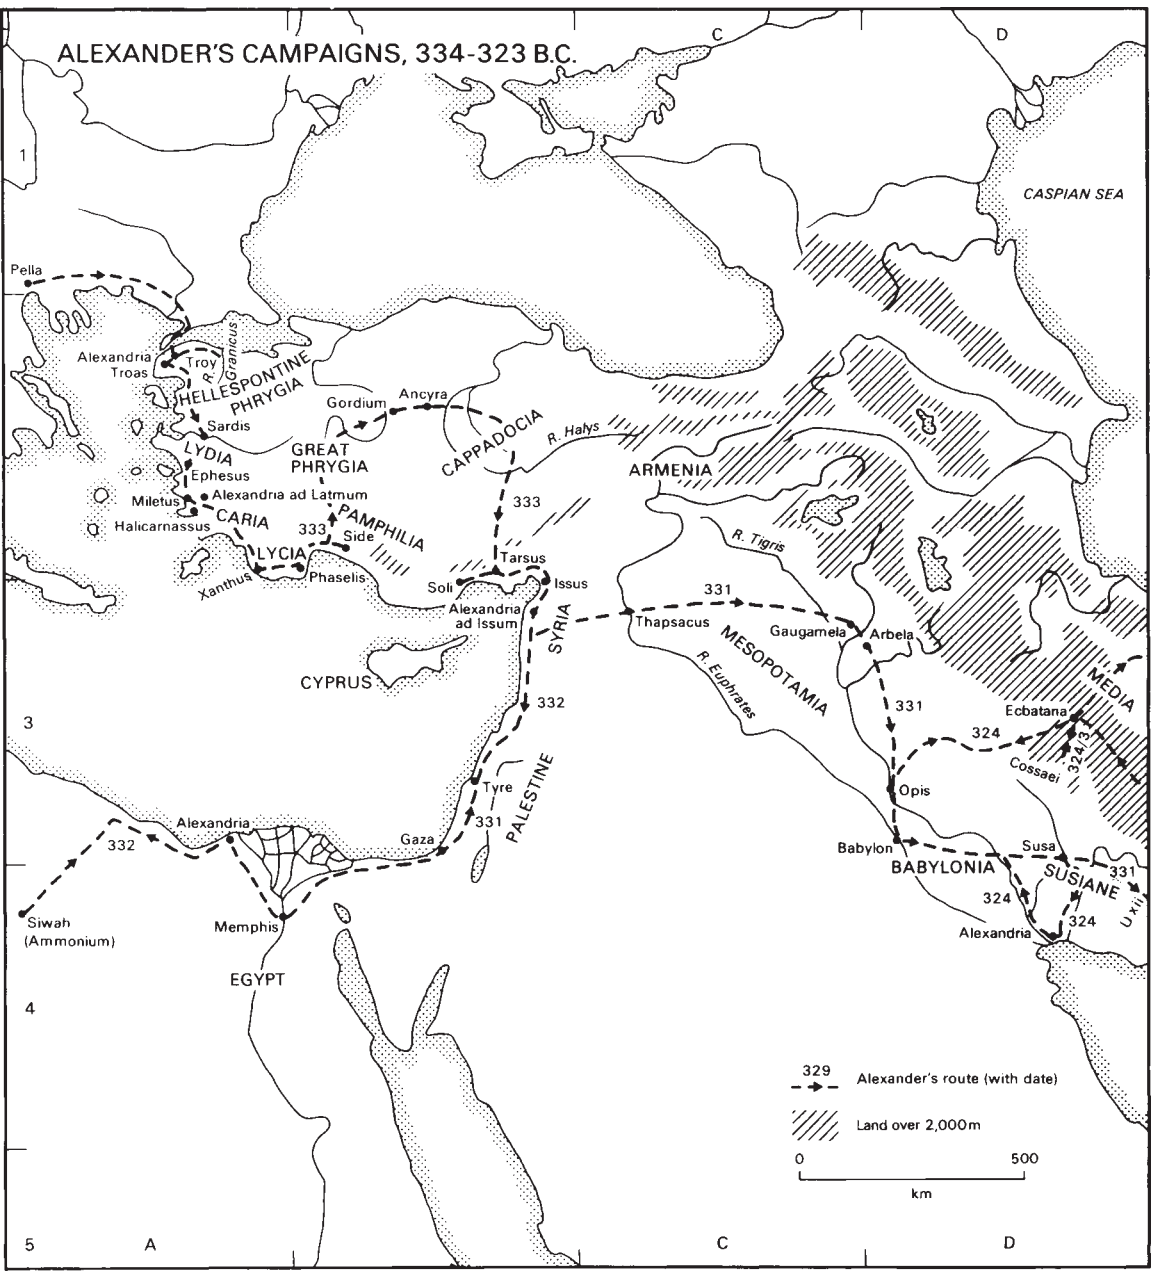 ALEXANDER'S CAMPAIGNS, 334-323 B.C.
C
D
1
CASPIAN SEA
Pella
Alexandria
Troas
Troy
R. Granicus
HELLESPONTINE
PHRYGIA
Sardis
Gordium
Ancyra
LYDIA
GREAT
PHRYGIA
CAPPADOCIA
R. Halys
ARMENIA
Ephesus
Miletus
Alexandria ad Latmum
Halicarnassus
CARIA
333
PAMPHILIA
Side
333
LYCIA
Xanthus
Phaselis
Tarsus
Soli
Issus
Alexandria
ad Issum
SYRIA
R. Tigris
331
Thapsacus
Gaugamela
Arbela
MESOPOTAMIA
R. Euphrates
CYPRUS
332
331
MEDIA
Ecbatana
324
324/3
Cossaei
3
Tyre
PALESTINE
Opis
331
Gaza
Alexandria
332
Babylon
BABYLONIA
Susa
SUSIANE
331
Uxii
324
324
Alexandria
Siwah
(Ammonium)
Memphis
EGYPT
4
329
Alexander's route (with date)
Land over 2,000m
0
500
km
5
A
C
D